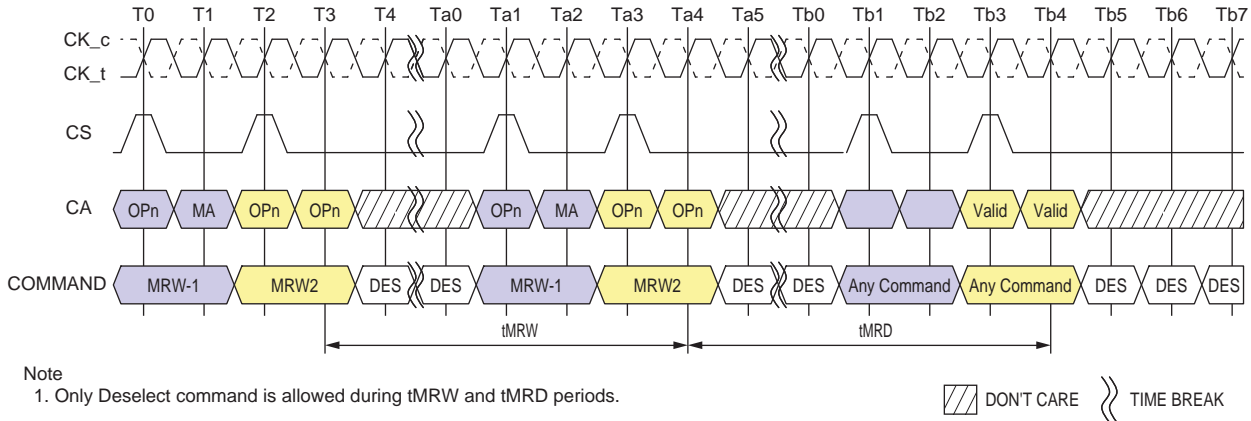 T0 T1 T2 T3 T4 Ta0 Ta1 Ta2 Ta3 Ta4 Ta5 Tb0 Tb1 Tb2 Tb3 Tb4 Tb5 Tb6 Tb7
CK_c
CK_t
CS
CA OPn MA OPn OPn OPn MA OPn OPn Valid Valid
COMMAND MRW-1 MRW2 DES DES MRW-1 MRW2 DES DES Any Command Any Command DES DES DES
tMRW tMRD
Note
1. Only Deselect command is allowed during tMRW and tMRD periods.
DON'T CARE TIME BREAK